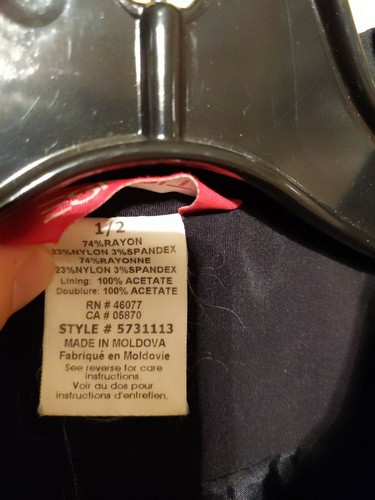 1/2
74%RAYON
23%NYLON 3%SPANDEX
74%RAYONNE
23%NYLON 3%SPANDEX
Lining: 100% ACETATE
Doublure: 100% ACETATE
RN # 46077
CA # 05870
STYLE # 5731113
MADE IN MOLDOVA
Fabriqué en Moldovie
See reverse for care
instructions.
Voir au dos pour
instructions d'entretien.